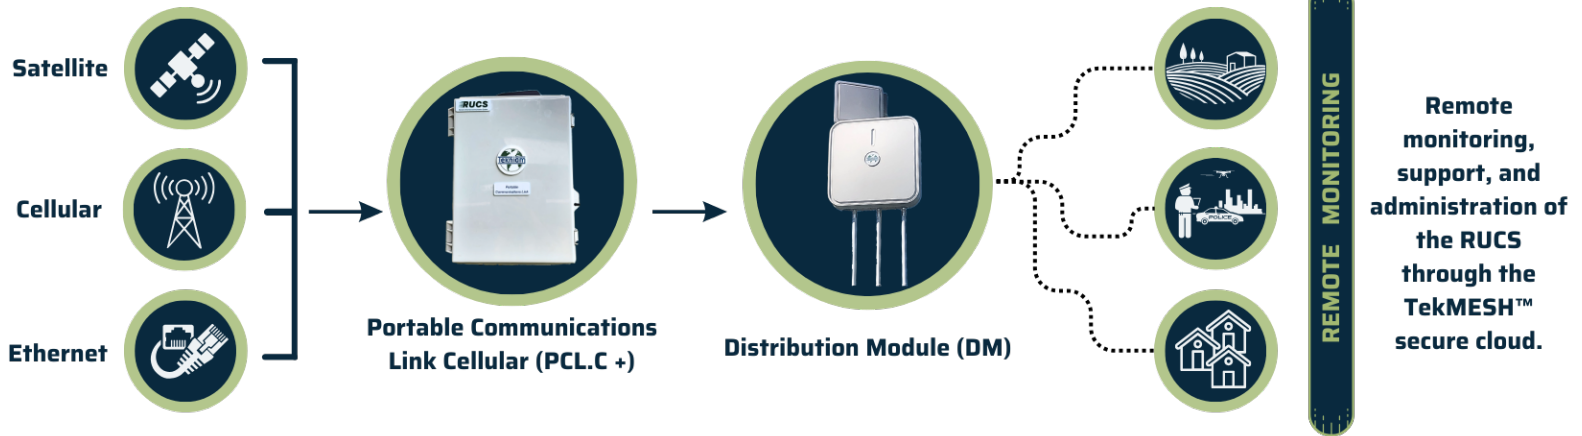 Satellite
Cellular
Ethernet
RUCS
Portable Communications
Link Cellular (PCL.C +)
Distribution Module (DM)
POLICE
REMOTE MONITORING
Remote
monitoring,
support, and
administration of
the RUCS
through the
TekMESH™
secure cloud.